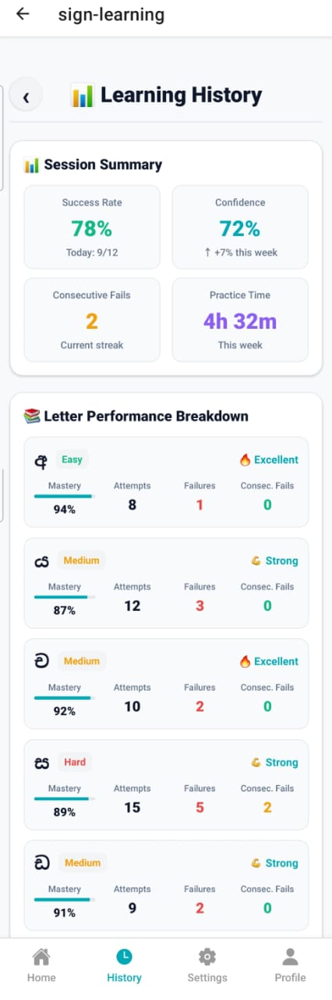 sign-learning
Learning History
Session Summary
Success Rate
78%
Today: 9/12
Confidence
72%
↑ +7% this week
Consecutive Fails
2
Current streak
Practice Time
4h 32m
This week
Letter Performance Breakdown
අ Easy Excellent
Mastery Attempts Failures Consec. Fails
94% 8 1 0
ය Medium Strong
Mastery Attempts Failures Consec. Fails
87% 12 3 0
ච Medium Excellent
Mastery Attempts Failures Consec. Fails
92% 10 2 0
ස Hard Strong
Mastery Attempts Failures Consec. Fails
89% 15 5 2
ඩ Medium Strong
Mastery Attempts Failures Consec. Fails
91% 9 2 0
Home History Settings Profile